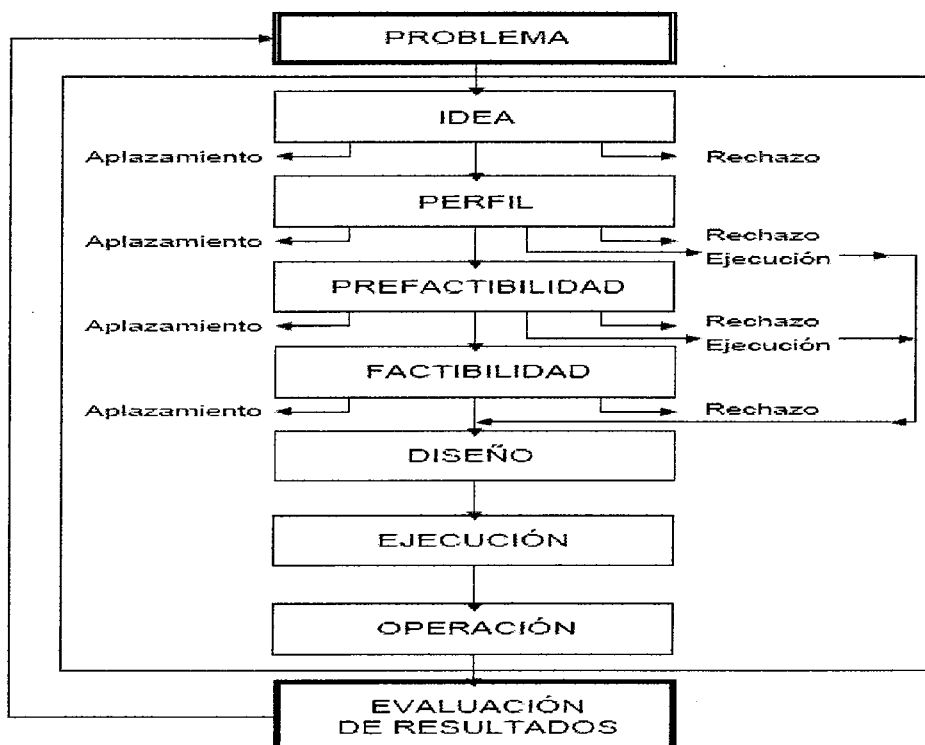 PROBLEMA
IDEA
Aplazamiento
Rechazo
PERFIL
Aplazamiento
Rechazo
Ejecución
PREFACTIBILIDAD
Aplazamiento
Rechazo
Ejecución
FACTIBILIDAD
Aplazamiento
Rechazo
DISEÑO
EJECUCIÓN
OPERACIÓN
EVALUACIÓN
DE RESULTADOS